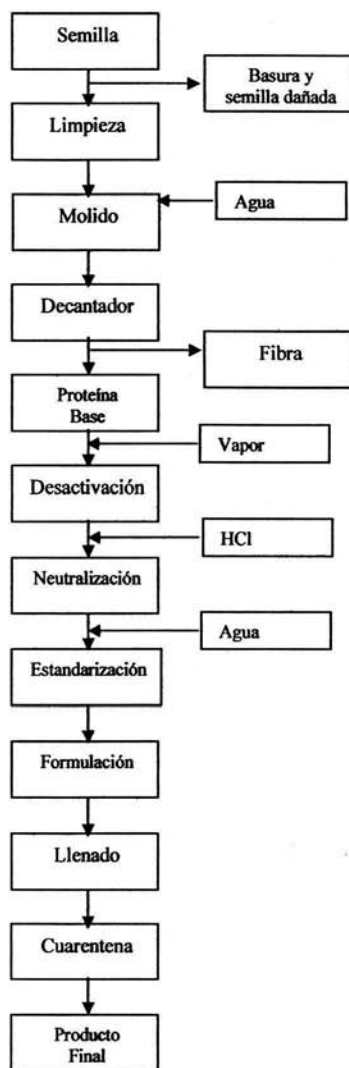 Semilla
Basura y
semilla dañada
Limpieza
Molido
Agua
Decantador
Fibra
Proteína
Base
Vapor
Desactivación
HCl
Neutralización
Agua
Estandarización
Formulación
Llenado
Cuarentena
Producto
Final